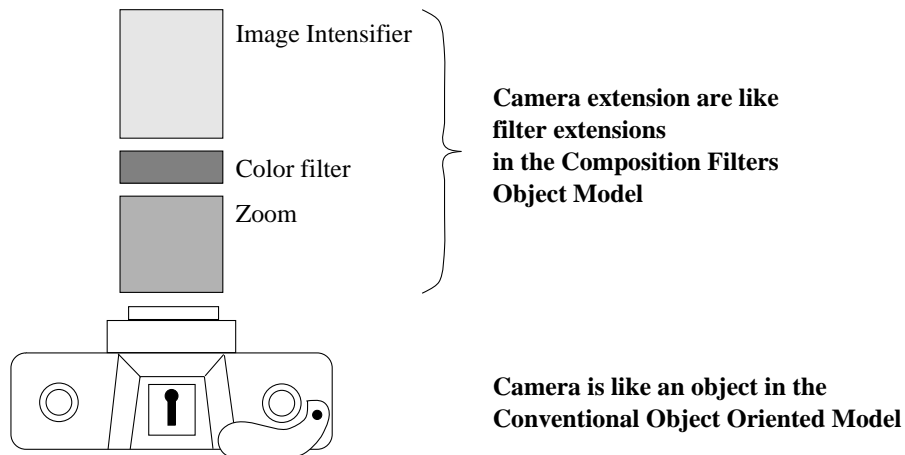 Image Intensifier
Color filter
Zoom
Camera extension are like
filter extensions
in the Composition Filters
Object Model
Camera is like an object in the
Conventional Object Oriented Model